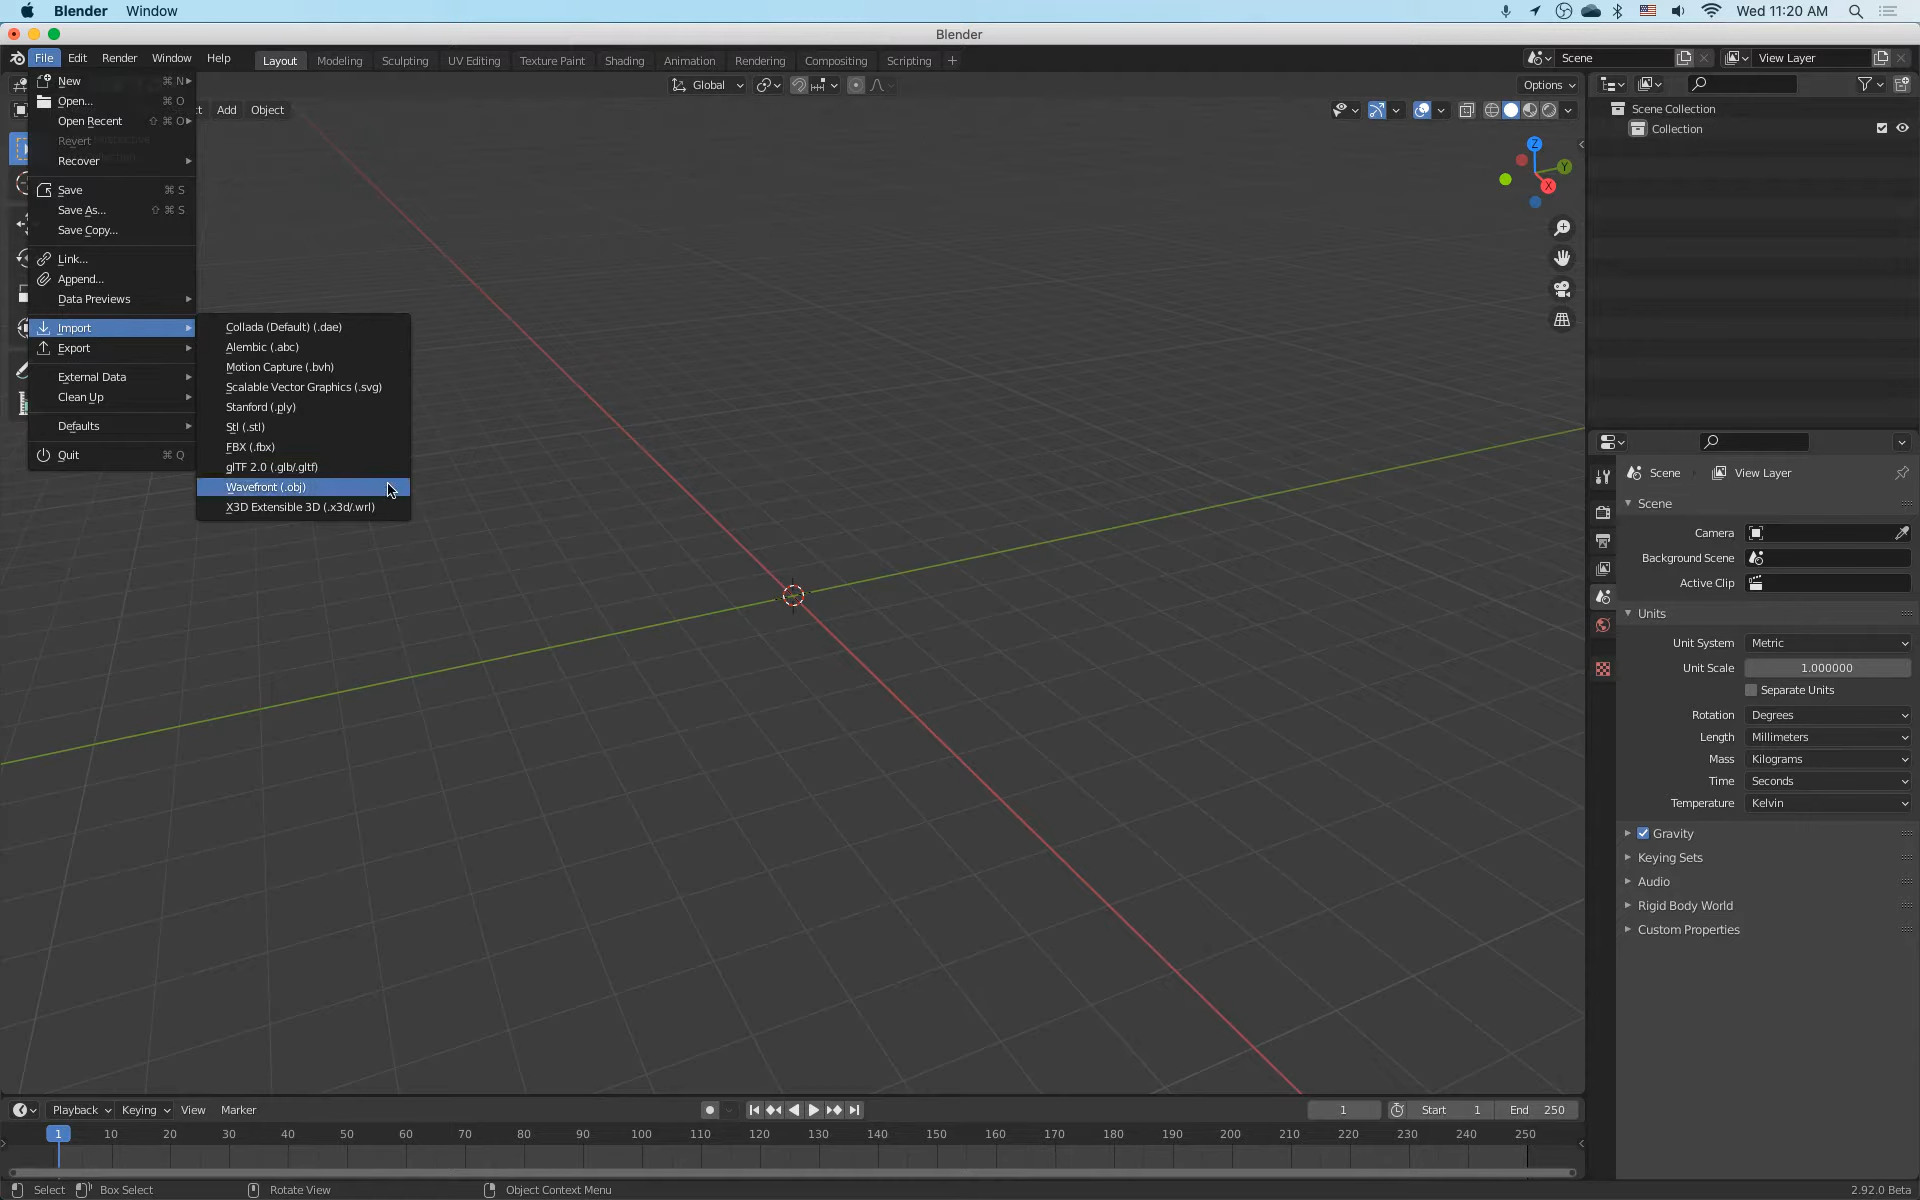 Blender Window Wed 11:20 AM
Blender
File Edit Render Window Help Layout Modeling Sculpting UV Editing Texture Paint Shading Animation Rendering Compositing Scripting + Scene View Layer
New ⌘ N
Global
Options
Open... ⌘ O
Add Object
Scene Collection
Open Recent ⇧ ⌘ O
Collection
Revert
Recover
Z
Y
X
Save ⌘ S
Save As... ⇧ ⌘ S
Save Copy...
Link...
Append...
Data Previews
Import
Export
External Data
Clean Up
Defaults
Quit ⌘ Q
Collada (Default) (.dae)
Alembic (.abc)
Motion Capture (.bvh)
Scalable Vector Graphics (.svg)
Stanford (.ply)
Stl (.stl)
FBX (.fbx)
glTF 2.0 (.glb/.gltf)
Wavefront (.obj)
X3D Extensible 3D (.x3d/.wrl)
Scene View Layer
Scene
Camera
Background Scene
Active Clip
Units
Unit System Metric
Unit Scale 1.000000
Separate Units
Rotation Degrees
Length Millimeters
Mass Kilograms
Time Seconds
Temperature Kelvin
Gravity
Keying Sets
Audio
Rigid Body World
Custom Properties
Playback Keying View Marker 1 Start 1 End 250
1 10 20 30 40 50 60 70 80 90 100 110 120 130 140 150 160 170 180 190 200 210 220 230 240 250
Select Box Select Rotate View Object Context Menu 2.92.0 Beta